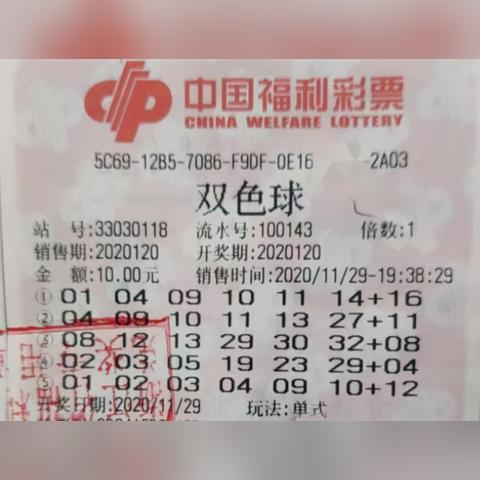 中国福利彩票
CHINA WELFARE LOTTERY
5C69-12B5-7086-F9DF-0E16 -2A03
双色球
站 号:33030118 流水号:100143 倍数:1
销售期:2020120 开奖期:2020120
金 额:10.00元 销售时间:2020/11/29-19:38:29
① 01 04 09 10 11 14+16
② 04 09 10 11 13 27+11
③ 08 12 13 29 30 32+08
④ 02 03 05 19 23 29+04
⑤ 01 02 03 04 09 10+12
开奖日期:2020/11/29 玩法:单式